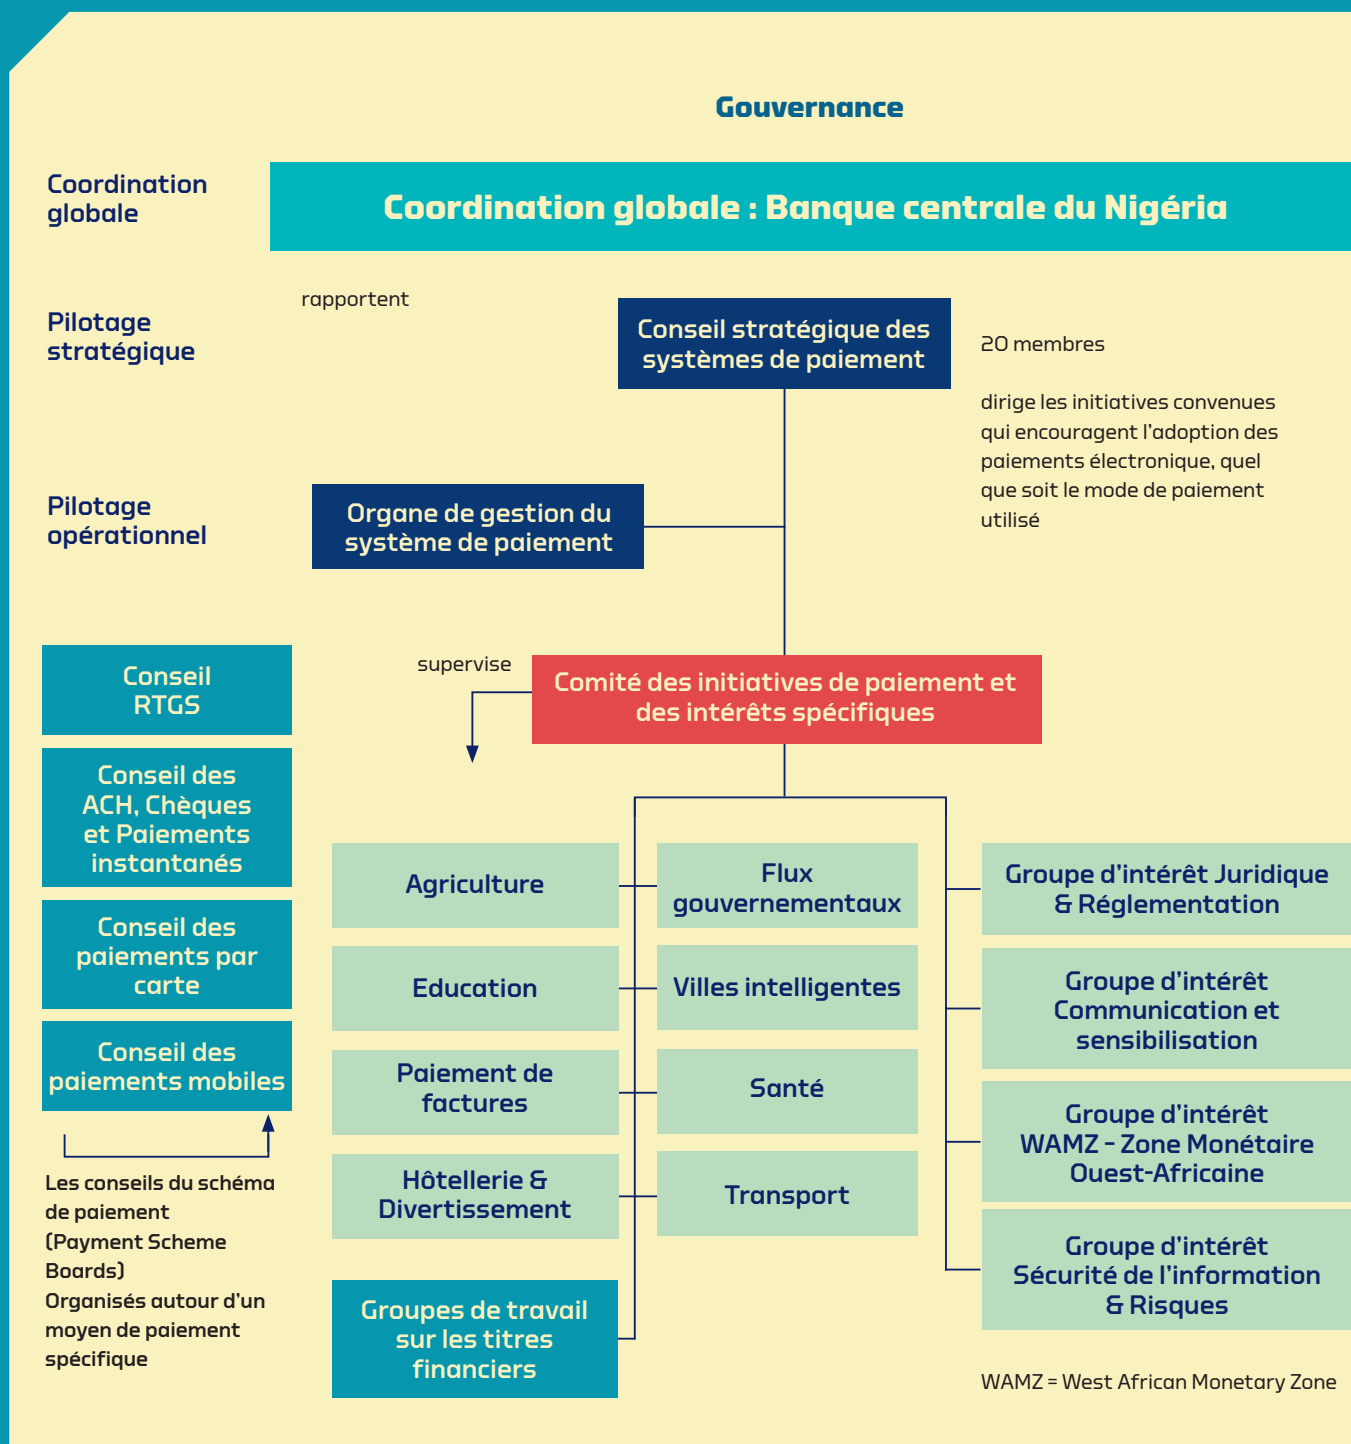 Gouvernance
Coordination
globale
Coordination globale : Banque centrale du Nigéria
rapportent
Pilotage
stratégique
Conseil stratégique des
systèmes de paiement
20 membres
dirige les initiatives convenues
qui encouragent l'adoption des
paiements électronique, quel
que soit le mode de paiement
utilisé
Pilotage
opérationnel
Organe de gestion du
système de paiement
supervise
Comité des initiatives de paiement et
des intérêts spécifiques
Conseil
RTGS
Conseil des
ACH, Chèques
et Paiements
instantanés
Conseil des
paiements par
carte
Conseil des
paiements mobiles
Les conseils du schéma
de paiement
(Payment Scheme
Boards)
Organisés autour d'un
moyen de paiement
spécifique
Agriculture
Education
Paiement de
factures
Hôtellerie &
Divertissement
Groupes de travail
sur les titres
financiers
Flux
gouvernementaux
Villes intelligentes
Santé
Transport
Groupe d'intérêt Juridique
& Réglementation
Groupe d'intérêt
Communication et
sensibilisation
Groupe d'intérêt
WAMZ - Zone Monétaire
Ouest-Africaine
Groupe d'intérêt
Sécurité de l'information
& Risques
WAMZ = West African Monetary Zone